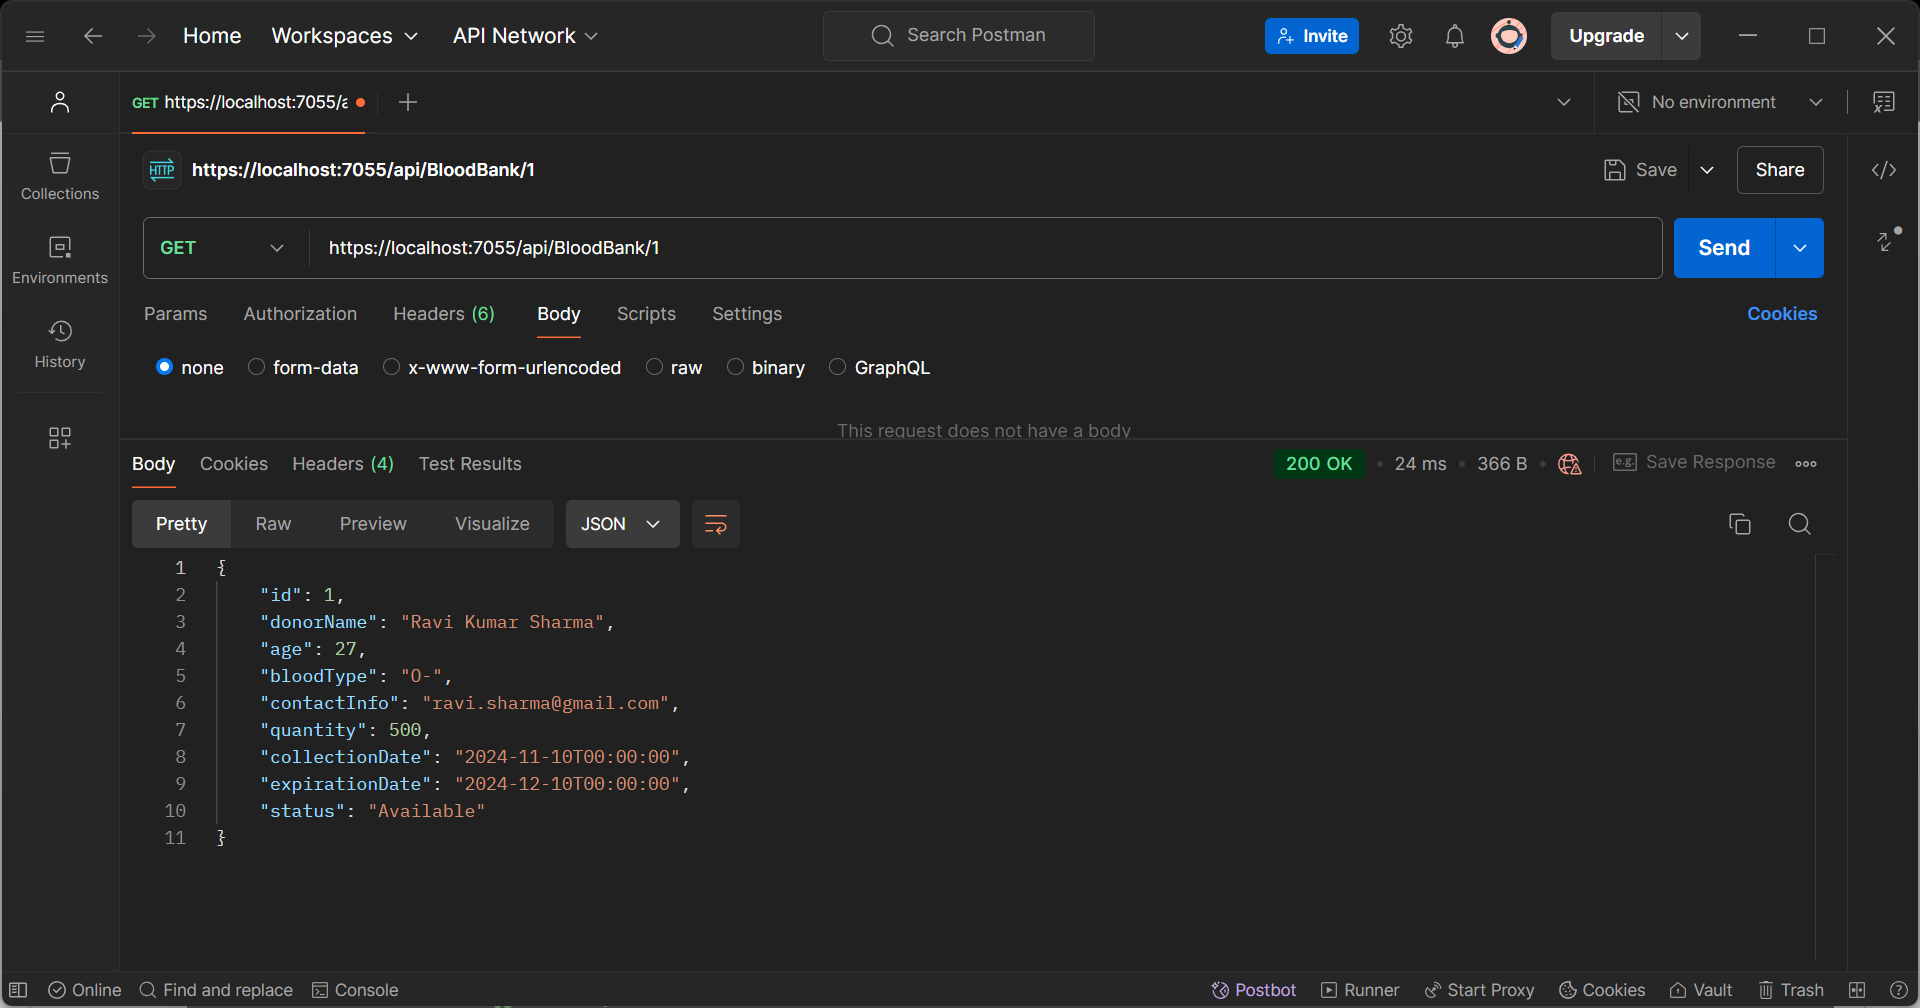 Home Workspaces API Network Search Postman Invite Upgrade
GET https://localhost:7055/a No environment
HTTP https://localhost:7055/api/BloodBank/1 Save Share
GET https://localhost:7055/api/BloodBank/1 Send
Collections
Environments
History
Params Authorization Headers (6) Body Scripts Settings Cookies
none form-data x-www-form-urlencoded raw binary GraphQL
This request does not have a body
Body Cookies Headers (4) Test Results 200 OK 24 ms 366 B e.g. Save Response
Pretty Raw Preview Visualize JSON
1 {
2 "id": 1,
3 "donorName": "Ravi Kumar Sharma",
4 "age": 27,
5 "bloodType": "O-",
6 "contactInfo": "ravi.sharma@gmail.com",
7 "quantity": 500,
8 "collectionDate": "2024-11-10T00:00:00",
9 "expirationDate": "2024-12-10T00:00:00",
10 "status": "Available"
11 }
Online Find and replace Console Postbot Runner Start Proxy Cookies Vault Trash